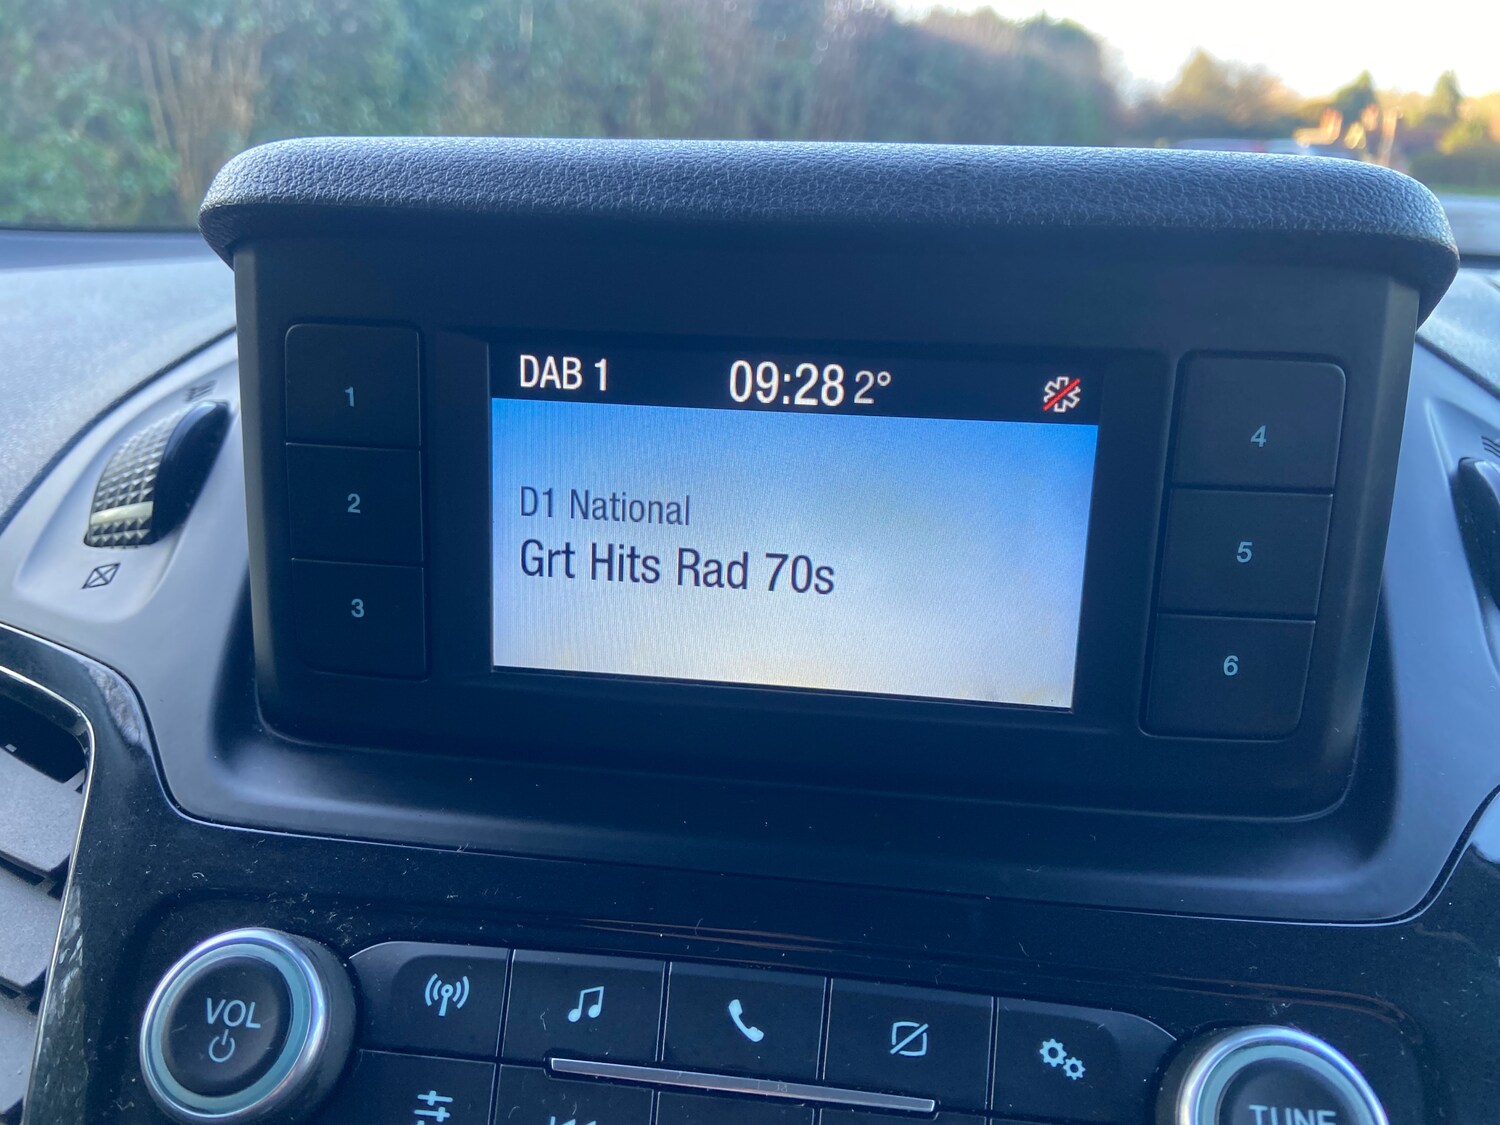 DAB 1 09:28 2°
D1 National
Grt Hits Rad 70s
1
2
3
4
5
6
VOL
TUNE